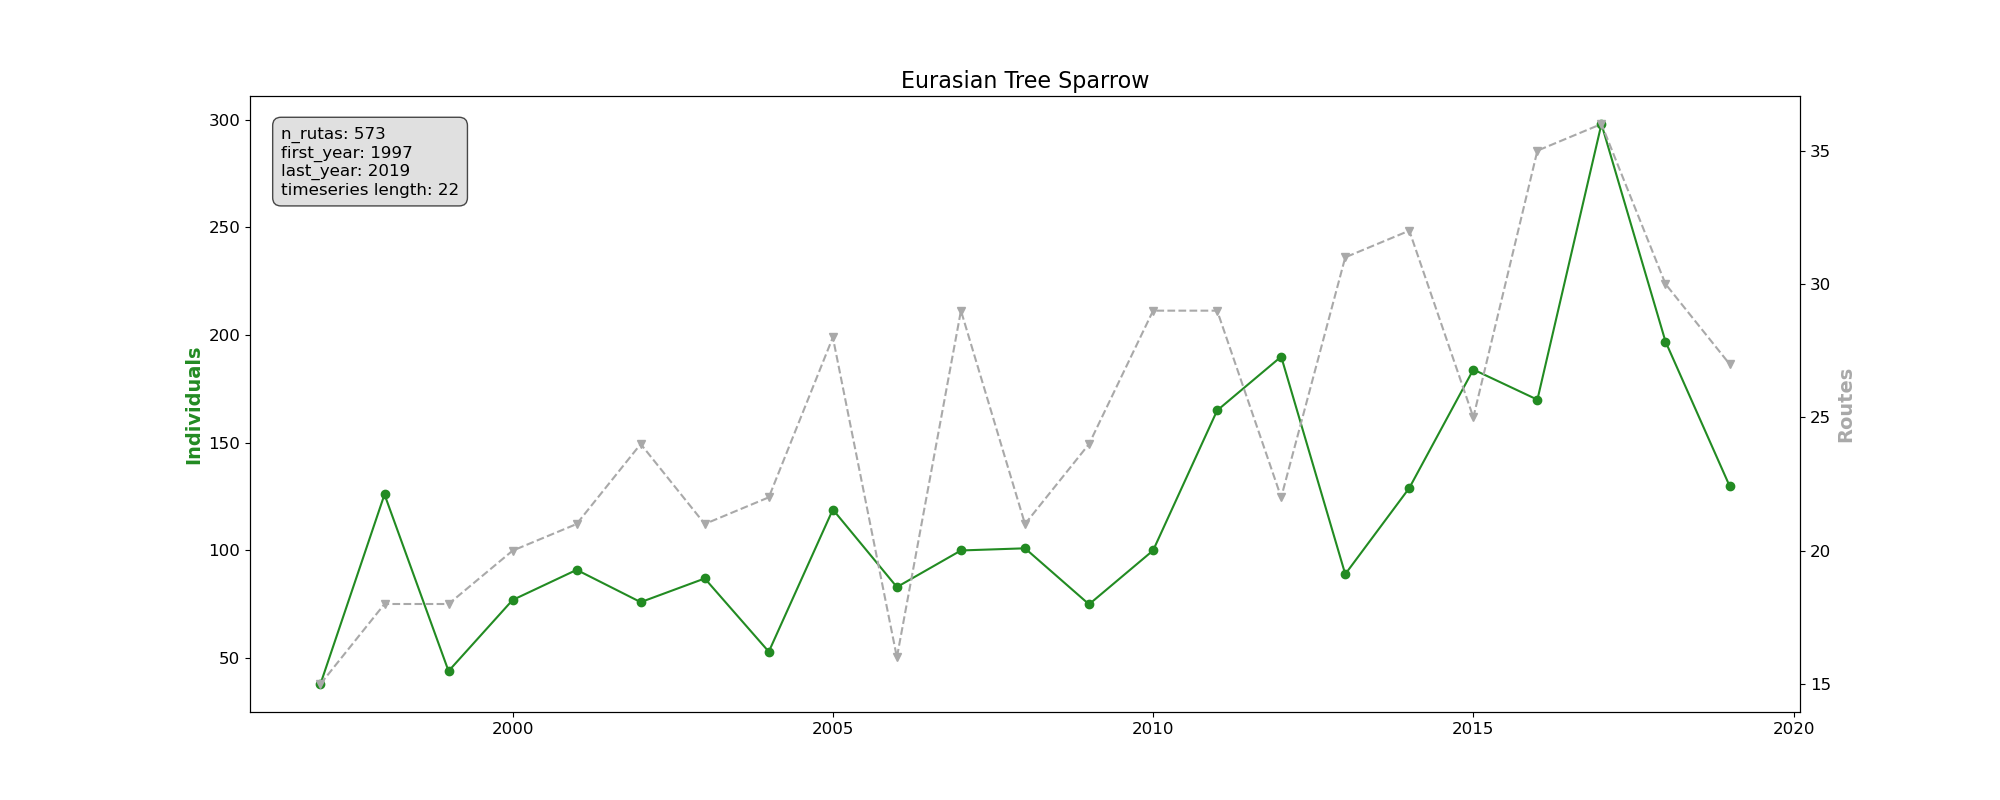 Eurasian Tree Sparrow
n_rutas: 573
first_year: 1997
last_year: 2019
timeseries length: 22
300
250
200
150
100
50
Individuals
35
30
25
20
15
Routes
2000 2005 2010 2015 2020